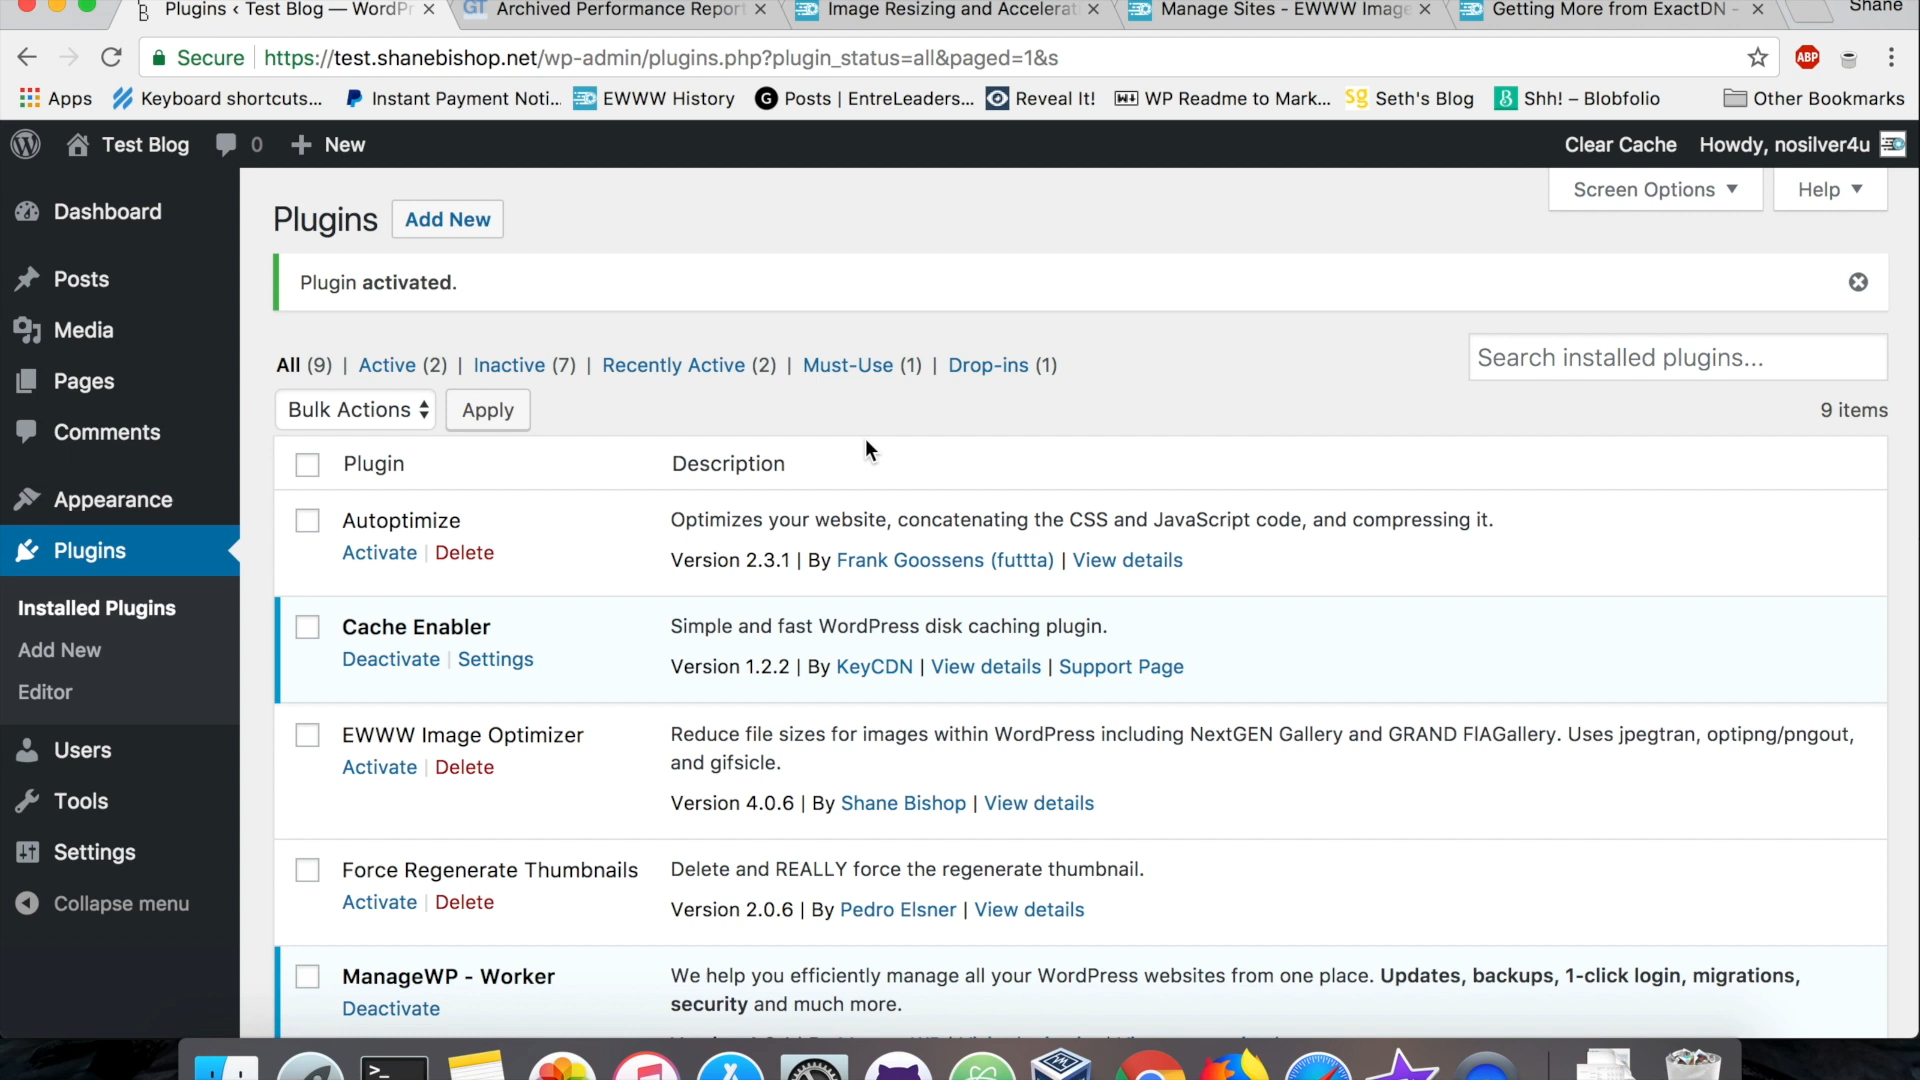 Plugins ‹ Test Blog — WordPr
GT Archived Performance Report
Image Resizing and Accelerati
Manage Sites - EWWW Image
Getting More from ExactDN -
Shane
Secure https://test.shanebishop.net/wp-admin/plugins.php?plugin_status=all&paged=1&s
ABP
Apps Keyboard shortcuts... Instant Payment Noti... EWWW History Posts | EntreLeaders... Reveal It! WP Readme to Mark... sg Seth's Blog Shh! – Blobfolio Other Bookmarks
Test Blog 0 + New Clear Cache Howdy, nosilver4u
Screen Options Help
Dashboard
Posts
Media
Pages
Comments
Appearance
Plugins
Installed Plugins
Add New
Editor
Users
Tools
Settings
Collapse menu
Plugins Add New
Plugin activated.
All (9) | Active (2) | Inactive (7) | Recently Active (2) | Must-Use (1) | Drop-ins (1)
Search installed plugins...
Bulk Actions Apply
9 items
Plugin Description
Autoptimize
Activate | Delete
Optimizes your website, concatenating the CSS and JavaScript code, and compressing it.
Version 2.3.1 | By Frank Goossens (futtta) | View details
Cache Enabler
Deactivate | Settings
Simple and fast WordPress disk caching plugin.
Version 1.2.2 | By KeyCDN | View details | Support Page
EWWW Image Optimizer
Activate | Delete
Reduce file sizes for images within WordPress including NextGEN Gallery and GRAND FlAGallery. Uses jpegtran, optipng/pngout,
and gifsicle.
Version 4.0.6 | By Shane Bishop | View details
Force Regenerate Thumbnails
Activate | Delete
Delete and REALLY force the regenerate thumbnail.
Version 2.0.6 | By Pedro Elsner | View details
ManageWP - Worker
Deactivate
We help you efficiently manage all your WordPress websites from one place. Updates, backups, 1-click login, migrations,
security and much more.